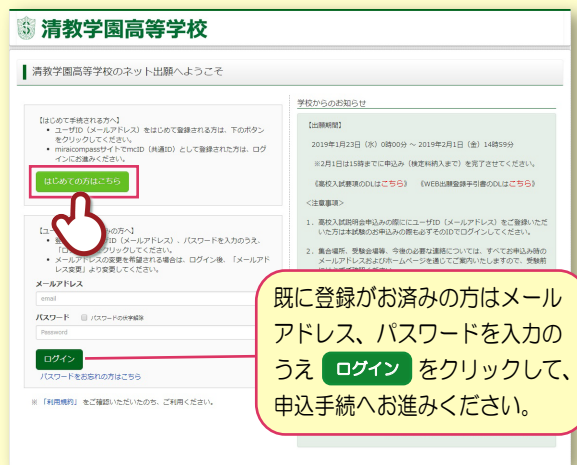 清教学園高等学校
清教学園高等学校のネット出願へようこそ
【はじめて手続される方へ】
• ユーザID（メールアドレス）をはじめて登録される方は、下のボタン
をクリックしてください。
• miraicompassサイトでmcID（共通ID）として登録された方は、ログ
インにお進みください。
はじめての方はこちら
みの方へ】
（メールアドレス）、パスワードを入力のうえ、
リックしてください。
• メールアドレスの変更を希望される場合は、ログイン後、「メールアド
レス変更」より変更してください。
メールアドレス
email
パスワード パスワードの伏字解除
Password
ログイン
パスワードをお忘れの方はこちら
※ 「利用規約」 をご確認いただいたのち、ご利用ください。
学校からのお知らせ
【出願期間】
2019年1月23日（水）0時00分 ～ 2019年2月1日（金）14時59分
※2月1日は15時までに申込み（検定料納入まで）を完了させてください。
《高校入試要項のDLはこちら》 《WEB出願登録手引書のDLはこちら》
＜注意事項＞
1. 高校入試説明会申込みの際ににユーザID（メールアドレス）をご登録いただ
いた方は本試験のお申込みの際も必ずそのIDでログインしてください。
2. 集合場所、受験会場等、今後の必要な連絡については、すべてお申込み時の
メールアドレスおよびホームページを通じてご案内いたしますので、受験前
既に登録がお済みの方はメール
アドレス、パスワードを入力の
うえ ログイン をクリックして、
申込手続へお進みください。